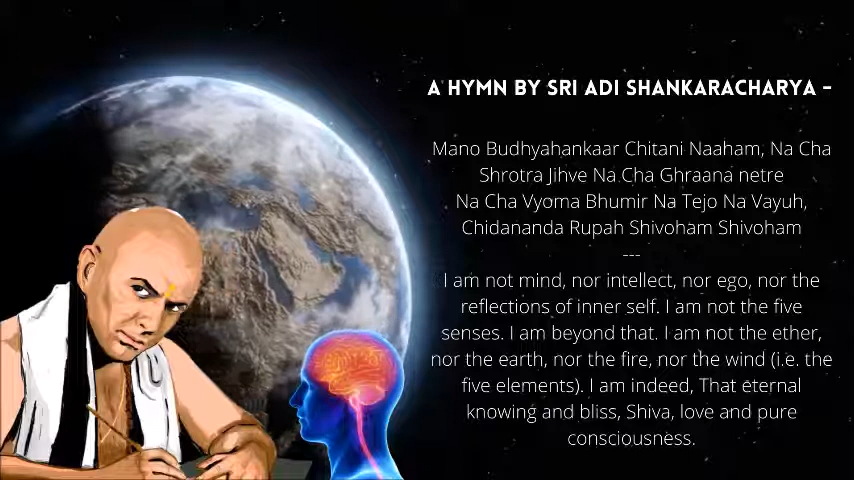 A HYMN BY SRI ADI SHANKARACHARYA -
Mano Budhyahankaar Chitani Naaham, Na Cha
Shrotra Jihve Na Cha Ghraana netre
Na Cha Vyoma Bhumir Na Tejo Na Vayuh,
Chidananda Rupah Shivoham Shivoham
---
I am not mind, nor intellect, nor ego, nor the
reflections of inner self. I am not the five
senses. I am beyond that. I am not the ether,
nor the earth, nor the fire, nor the wind (i.e. the
five elements). I am indeed, That eternal
knowing and bliss, Shiva, love and pure
consciousness.